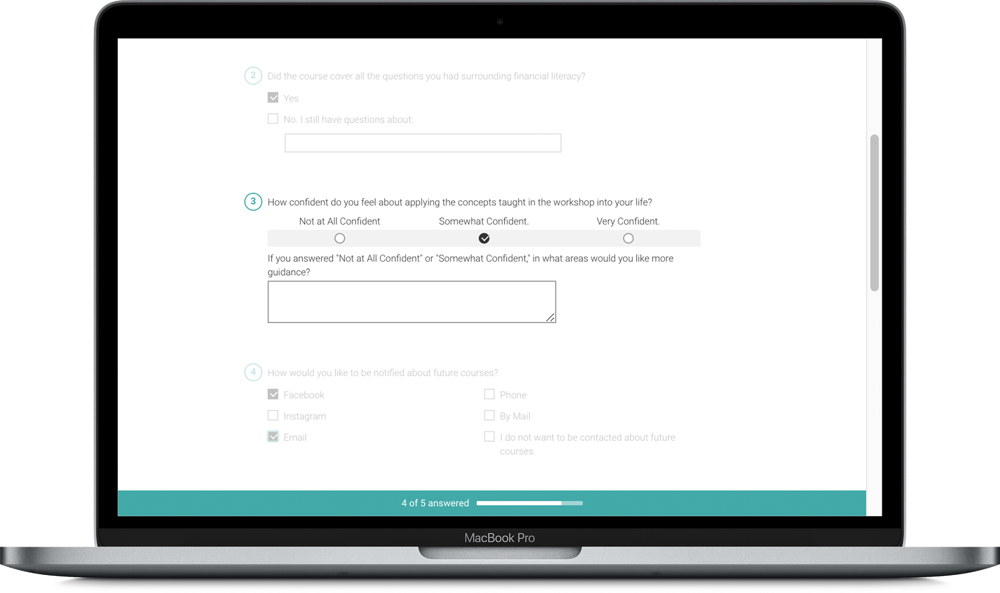 2 Did the course cover all the questions you had surrounding financial literacy?
Yes
No. I still have questions about:
3 How confident do you feel about applying the concepts taught in the workshop into your life?
Not at All Confident Somewhat Confident. Very Confident.
If you answered "Not at All Confident" or "Somewhat Confident," in what areas would you like more
guidance?
4 How would you like to be notified about future courses?
Facebook Phone
Instagram By Mail
Email I do not want to be contacted about future
courses.
4 of 5 answered
MacBook Pro